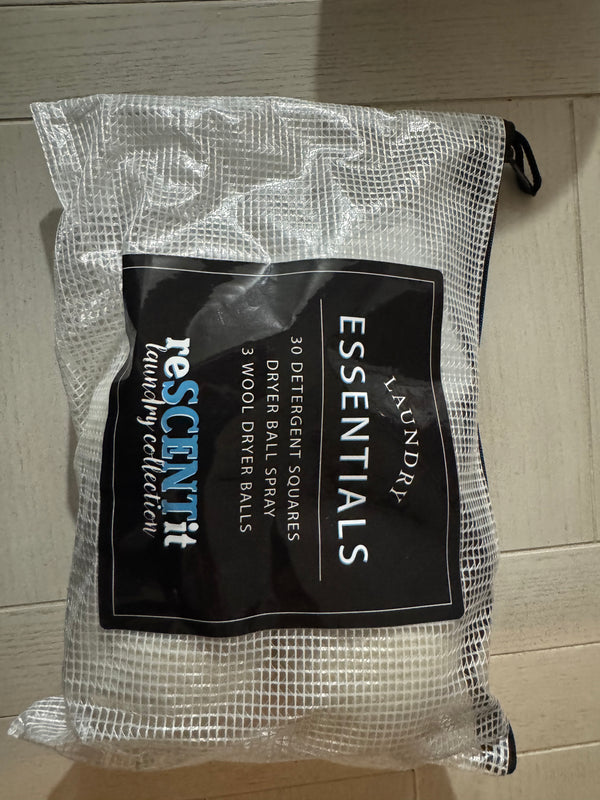 LAUNDRY
ESSENTIALS
30 DETERGENT SQUARES
DRYER BALL SPRAY
3 WOOL DRYER BALLS
reSCENTit
laundry collection